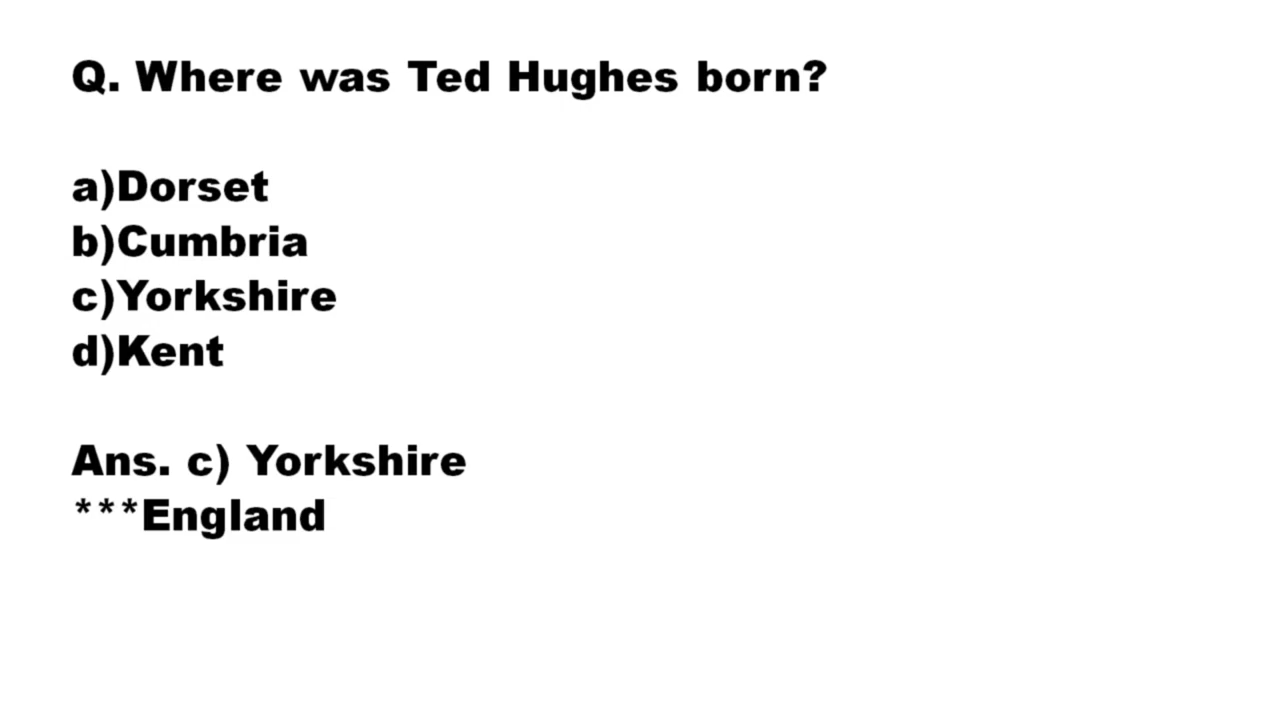 Q. Where was Ted Hughes born?
a)Dorset
b)Cumbria
c)Yorkshire
d)Kent
Ans. c) Yorkshire
***England